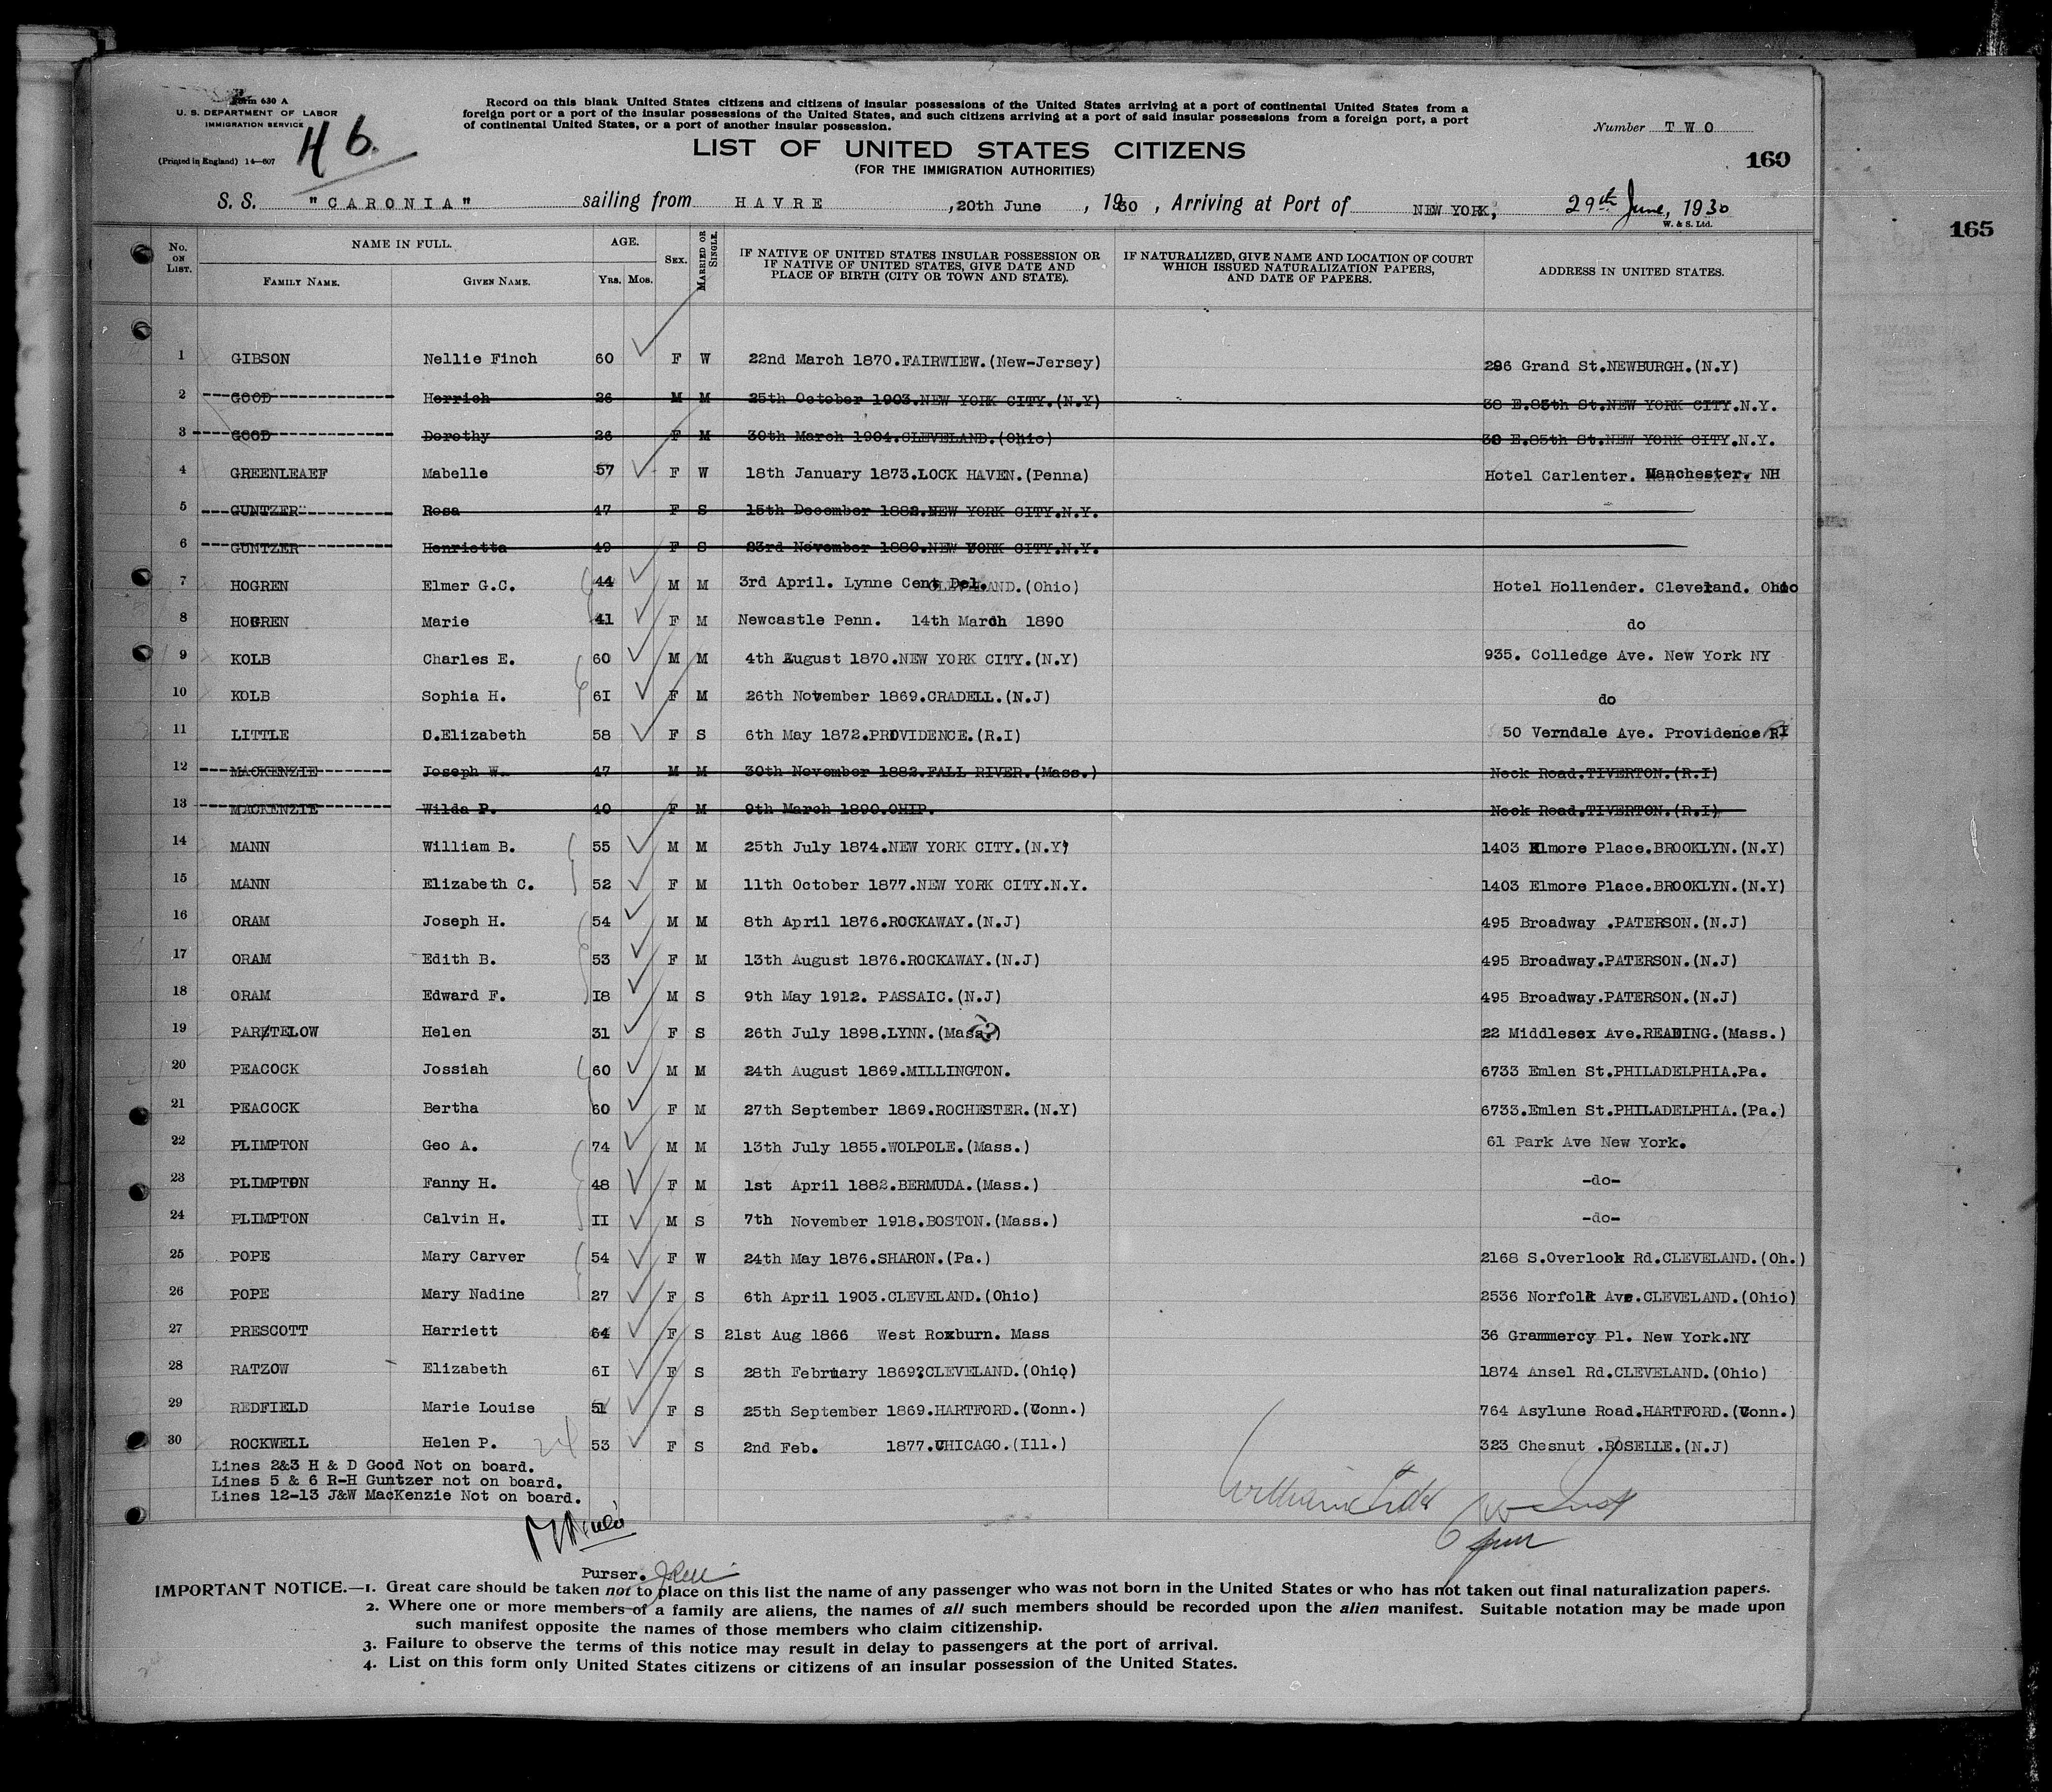 Form 630 A
U. S. DEPARTMENT OF LABOR
IMMIGRATION SERVICE
(Printed in England) 14—607
46.
Record on this blank United States citizens and citizens of insular possessions of the United States arriving at a port of continental United States from a
foreign port or a port of the insular possessions of the United States, and such citizens arriving at a port of said insular possessions from a foreign port, a port
of continental United States, or a port of another insular possession.
Number TWO
LIST OF UNITED STATES CITIZENS
160
(FOR THE IMMIGRATION AUTHORITIES)
S. S. "CARONIA" sailing from HAVRE ,20th June , 1930 , Arriving at Port of NEW YORK, 29th June, 1930
W. & S. Ltd.
165
No. ON LIST. NAME IN FULL. FAMILY NAME. GIVEN NAME. AGE. YRS. MOS. SEX. MARRIED OR SINGLE. IF NATIVE OF UNITED STATES INSULAR POSSESSION OR IF NATIVE OF UNITED STATES, GIVE DATE AND PLACE OF BIRTH (CITY OR TOWN AND STATE). IF NATURALIZED, GIVE NAME AND LOCATION OF COURT WHICH ISSUED NATURALIZATION PAPERS, AND DATE OF PAPERS. ADDRESS IN UNITED STATES.
1 GIBSON Nellie Finch 60 F W 22nd March 1870.FAIRWIEW.(New-Jersey) 296 Grand St.NEWBURGH.(N.Y)
2 GOOD Herrich 26 M M 25th October 1903.NEW YORK CITY.(N.Y) 38 E.85th St.NEW YORK CITY.N.Y.
3 GOOD Dorothy 26 F M 30th March 1904.CLEVELAND.(Ohio) 38 E.85th St.NEW YORK CITY.N.Y.
4 GREENLEAEF Mabelle 57 F W 18th January 1873.LOCK HAVEN.(Penna) Hotel Carlenter. Manchester. NH
5 GUNTZER Rosa 47 F S 15th December 1882.NEW YORK CITY.N.Y.
6 GUNTZER Henrietta 49 F S 23rd November 1880.NEW YORK CITY.N.Y.
7 HOGREN Elmer G.C. 44 M M 3rd April. Lynne Cent Del. CLEVELAND.(Ohio) Hotel Hollender. Cleveland. Ohio
8 HOGREN Marie 41 F M Newcastle Penn. 14th March 1890 do
9 KOLB Charles E. 60 M M 4th August 1870.NEW YORK CITY.(N.Y) 935. Colledge Ave. New York NY
10 KOLB Sophia H. 6I F M 26th November 1869.CRADELL.(N.J) do
11 LITTLE C.Elizabeth 58 F S 6th May 1872.PROVIDENCE.(R.I) 50 Verndale Ave. Providence RI
12 MACKENZIE Joseph W. 47 M M 30th November 1882.FALL RIVER.(Mass.) Neck Road.TIVERTON.(R.I)
13 MACKENZIE Wilda P. 40 F M 9th March 1890.OHIP. Neck Road.TIVERTON.(R.I)
14 MANN William B. 55 M M 25th July 1874.NEW YORK CITY.(N.Y) 1403 Elmore Place.BROOKLYN.(N.Y)
15 MANN Elizabeth C. 52 F M 11th October 1877.NEW YORK CITY.N.Y. 1403 Elmore Place.BROOKLYN.(N.Y)
16 ORAM Joseph H. 54 M M 8th April 1876.ROCKAWAY.(N.J) 495 Broadway .PATERSON.(N.J)
17 ORAM Edith B. 53 F M 13th August 1876.ROCKAWAY.(N.J) 495 Broadway.PATERSON.(N.J)
18 ORAM Edward F. I8 M S 9th May 1912. PASSAIC.(N.J) 495 Broadway.PATERSON.(N.J)
19 PARTELOW Helen 31 F S 26th July 1898.LYNN.(Mass.) 22 Middlesex Ave.READING.(Mass.)
20 PEACOCK Jossiah 60 M M 24th August 1869.MILLINGTON. 6733 Emlen St.PHILADELPHIA.Pa.
21 PEACOCK Bertha 60 F M 27th September 1869.ROCHESTER.(N.Y) 6733.Emlen St.PHILADELPHIA.(Pa.)
22 PLIMPTON Geo A. 74 M M 13th July 1855.WOLPOLE.(Mass.) 61 Park Ave New York.
23 PLIMPTON Fanny H. 48 F M 1st April 1882.BERMUDA.(Mass.) -do-
24 PLIMPTON Calvin H. II M S 7th November 1918.BOSTON.(Mass.) -do-
25 POPE Mary Carver 54 F W 24th May 1876.SHARON.(Pa.) 2168 S.Overlook Rd.CLEVELAND.(Oh.)
26 POPE Mary Nadine 27 F S 6th April 1903.CLEVELAND.(Ohio) 2536 Norfolk Ave.CLEVELAND.(Ohio)
27 PRESCOTT Harriett 64 F S 21st Aug 1866 West Roxburn. Mass 36 Grammercy Pl. New York.NY
28 RATZOW Elizabeth 6I F S 28th February 1869.CLEVELAND.(Ohio) 1874 Ansel Rd.CLEVELAND.(Ohio)
29 REDFIELD Marie Louise 51 F S 25th September 1869.HARTFORD.(Conn.) 764 Asylune Road.HARTFORD.(Conn.)
30 ROCKWELL Helen P. 24 53 F S 2nd Feb. 1877.CHICAGO.(Ill.) 323 Chesnut .ROSELLE.(N.J)
Lines 2&3 H & D Good Not on board.
Lines 5 & 6 R-H Guntzer not on board.
Lines 12-13 J&W MacKenzie Not on board.
Purser.
IMPORTANT NOTICE.—1. Great care should be taken not to place on this list the name of any passenger who was not born in the United States or who has not taken out final naturalization papers.
2. Where one or more members of a family are aliens, the names of all such members should be recorded upon the alien manifest. Suitable notation may be made upon
such manifest opposite the names of those members who claim citizenship.
3. Failure to observe the terms of this notice may result in delay to passengers at the port of arrival.
4. List on this form only United States citizens or citizens of an insular possession of the United States.